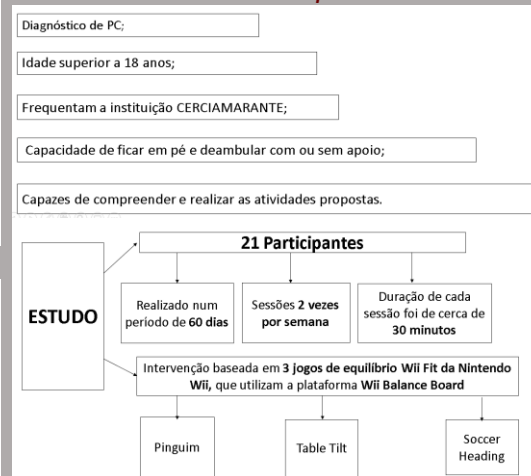 Diagnóstico de PC;
Idade superior a 18 anos;
Frequentam a instituição CERCIAMARANTE;
Capacidade de ficar em pé e deambular com ou sem apoio;
Capazes de compreender e realizar as atividades propostas.
21 Participantes
ESTUDO
Realizado num
período de 60 dias
Sessões 2 vezes
por semana
Duração de cada
sessão foi de cerca de
30 minutos
Intervenção baseada em 3 jogos de equilíbrio Wii Fit da Nintendo
Wii, que utilizam a plataforma Wii Balance Board
Pinguim
Table Tilt
Soccer
Heading